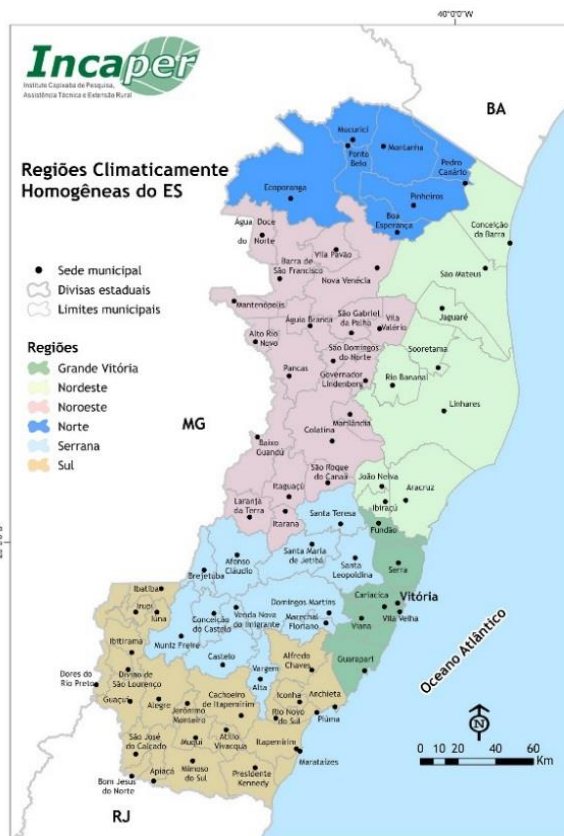 40°0'0"W
Incaper
Instituto Capixaba de Pesquisa,
Assistência Técnica e Extensão Rural
BA
Regiões Climaticamente
Homogêneas do ES
Sede municipal
Divisas estaduais
Limites municipais
Regiões
Grande Vitória
Nordeste
Noroeste
Norte
Serrana
Sul
MG
RJ
Oceano Atlântico
N
0 10 20 40 60
Km
Mucurici
Ponto
Belo
Montanha
Pedro
Canário
Ecoporanga
Pinheiros
Boa
Esperança
Conceição
da Barra
Água Doce
do Norte
Vila Pavão
Barra de
São Francisco
Nova Venécia
São Mateus
Mantenópolis
Águia Branca
São Gabriel
da Palha
Vila
Valério
Jaguaré
Alto Rio
Novo
São Domingos
do Norte
Sooretama
Pancas
Governador
Lindenberg
Rio Bananal
Marilândia
Linhares
Colatina
Baixo
Guandú
São Roque
do Canaã
João Neiva
Itaguaçú
Aracruz
Ibiraçú
Laranja
da Terra
Itarana
Santa Teresa
Fundão
Santa Maria
de Jetibá
Afonso
Cláudio
Santa
Leopoldina
Serra
Brejetuba
Ibatiba
Cariacica
Vitória
Irupi
Iúna
Conceição
do Castelo
Venda Nova
do Imigrante
Domingos Martins
Marechal
Floriano
Viana
Vila Velha
Muniz Freire
Ibitirama
Castelo
Vargem
Alta
Alfredo
Chaves
Guarapari
Dores do
Rio Preto
Divino de
São Lourenço
Guaçuí
Alegre
Jerônimo
Monteiro
Cachoeiro
de Itapemirim
Iconha
Anchieta
Rio Novo
do Sul
Piúma
São José
do Calçado
Muqui
Atílio
Vivacqua
Itapemirim
Marataízes
Bom Jesus
do Norte
Apiacá
Mimoso
do Sul
Presidente
Kennedy